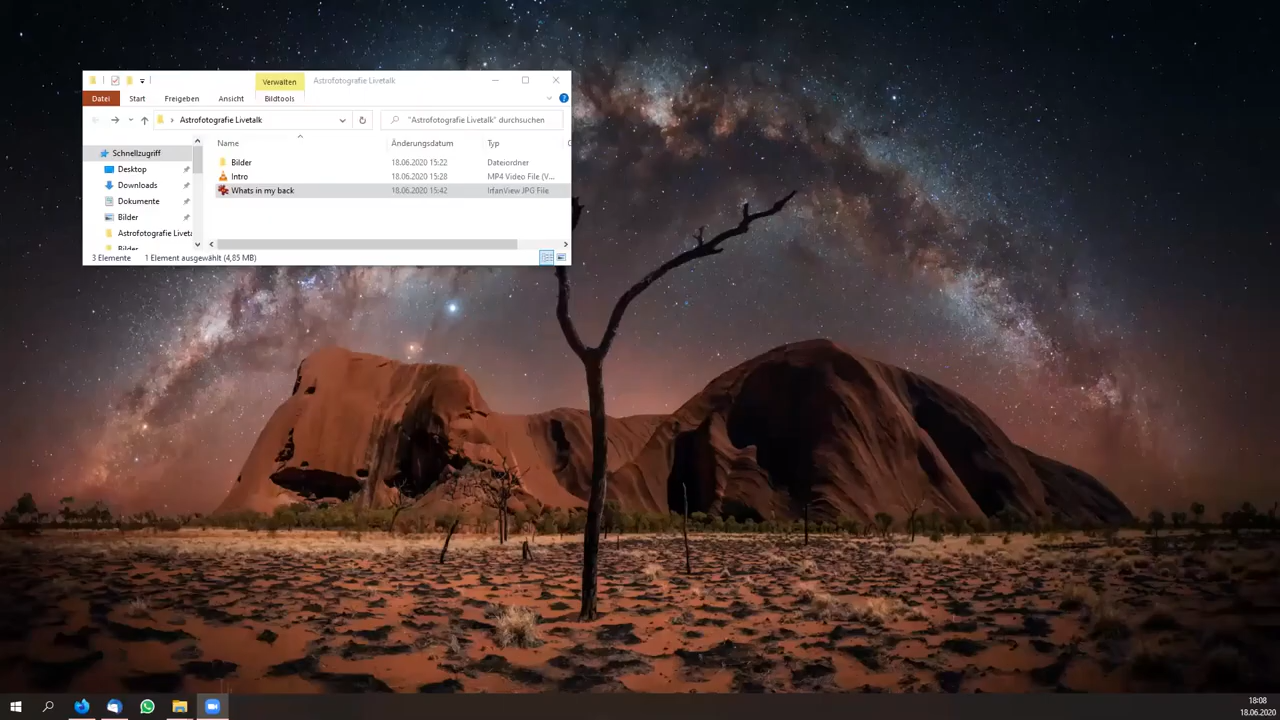 Verwalten
Astrofotografie Livetalk
Datei
Start
Freigeben
Ansicht
Bildtools
Astrofotografie Livetalk
"Astrofotografie Livetalk" durchsuchen
Name
Änderungsdatum
Typ
Schnellzugriff
Desktop
Downloads
Dokumente
Bilder
Astrofotografie Liveta
Bilder
Bilder
18.06.2020 15:22
Dateiordner
Intro
18.06.2020 15:28
MP4 Video File (V...
Whats in my back
18.06.2020 15:42
IrfanView JPG File
3 Elemente
1 Element ausgewählt (4,85 MB)
18:08
18.06.2020